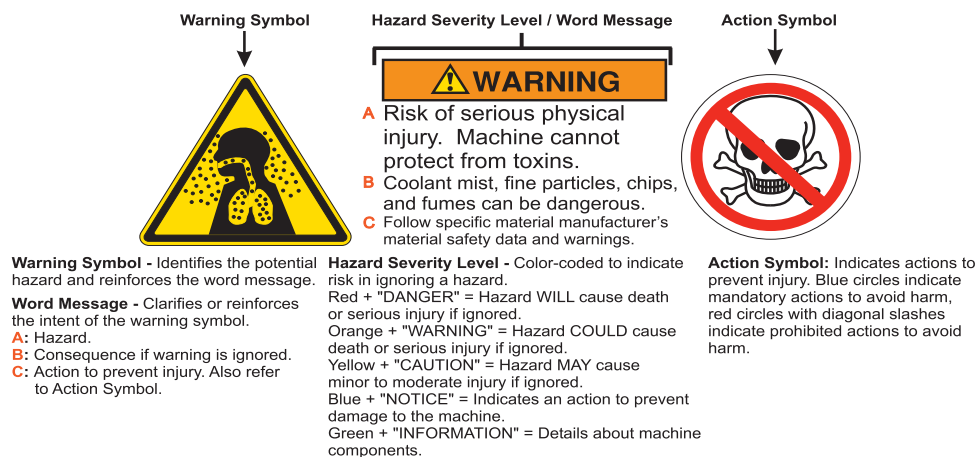 Warning Symbol
Hazard Severity Level / Word Message
Action Symbol
WARNING
A Risk of serious physical
injury. Machine cannot
protect from toxins.
B Coolant mist, fine particles, chips,
and fumes can be dangerous.
C Follow specific material manufacturer's
material safety data and warnings.
Warning Symbol - Identifies the potential
hazard and reinforces the word message.
Word Message - Clarifies or reinforces
the intent of the warning symbol.
A: Hazard.
B: Consequence if warning is ignored.
C: Action to prevent injury. Also refer
to Action Symbol.
Hazard Severity Level - Color-coded to indicate
risk in ignoring a hazard.
Red + "DANGER" = Hazard WILL cause death
or serious injury if ignored.
Orange + "WARNING" = Hazard COULD cause
death or serious injury if ignored.
Yellow + "CAUTION" = Hazard MAY cause
minor to moderate injury if ignored.
Blue + "NOTICE" = Indicates an action to prevent
damage to the machine.
Green + "INFORMATION" = Details about machine
components.
Action Symbol: Indicates actions to
prevent injury. Blue circles indicate
mandatory actions to avoid harm,
red circles with diagonal slashes
indicate prohibited actions to avoid
harm.